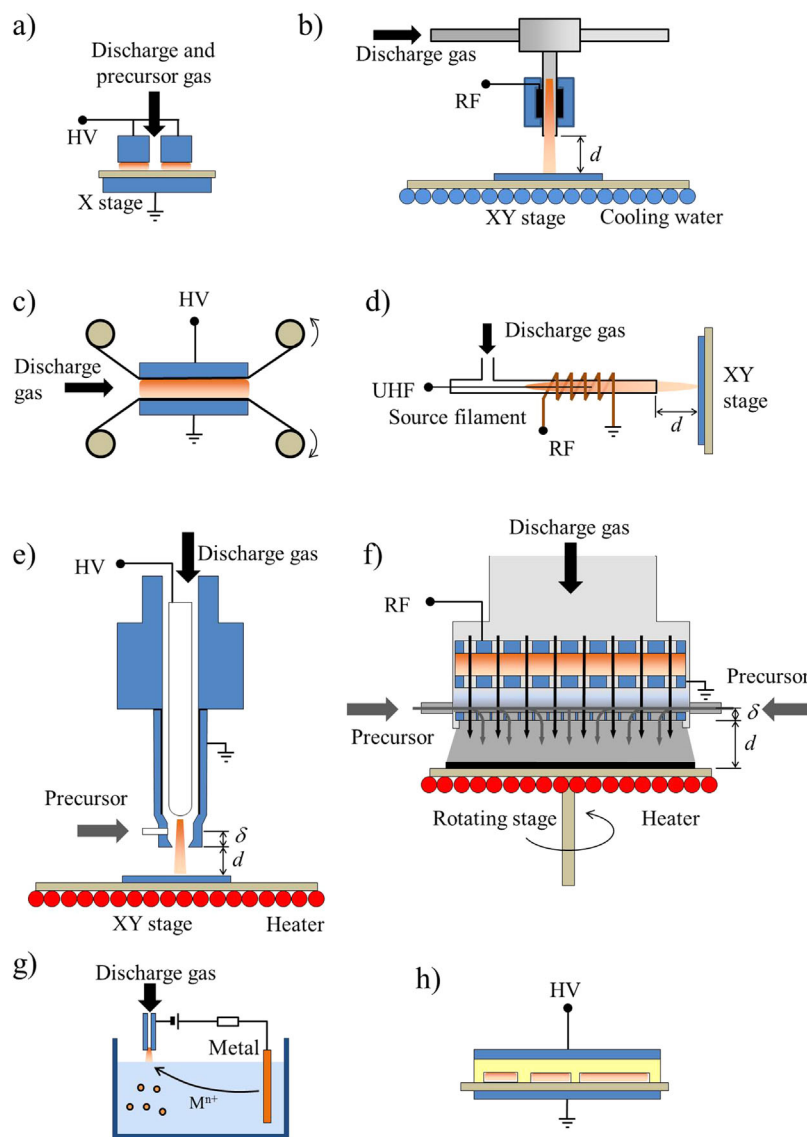 a)
Discharge and
precursor gas
HV
X stage
b)
Discharge gas
RF
d
XY stage
Cooling water
c)
HV
Discharge
gas
d)
Discharge gas
UHF
Source filament
RF
d
XY
stage
e)
HV
Discharge gas
Precursor
δ
d
XY stage
Heater
f)
Discharge gas
RF
Precursor
Precursor
δ
d
Rotating stage
Heater
g)
Discharge gas
Metal
Mⁿ⁺
h)
HV